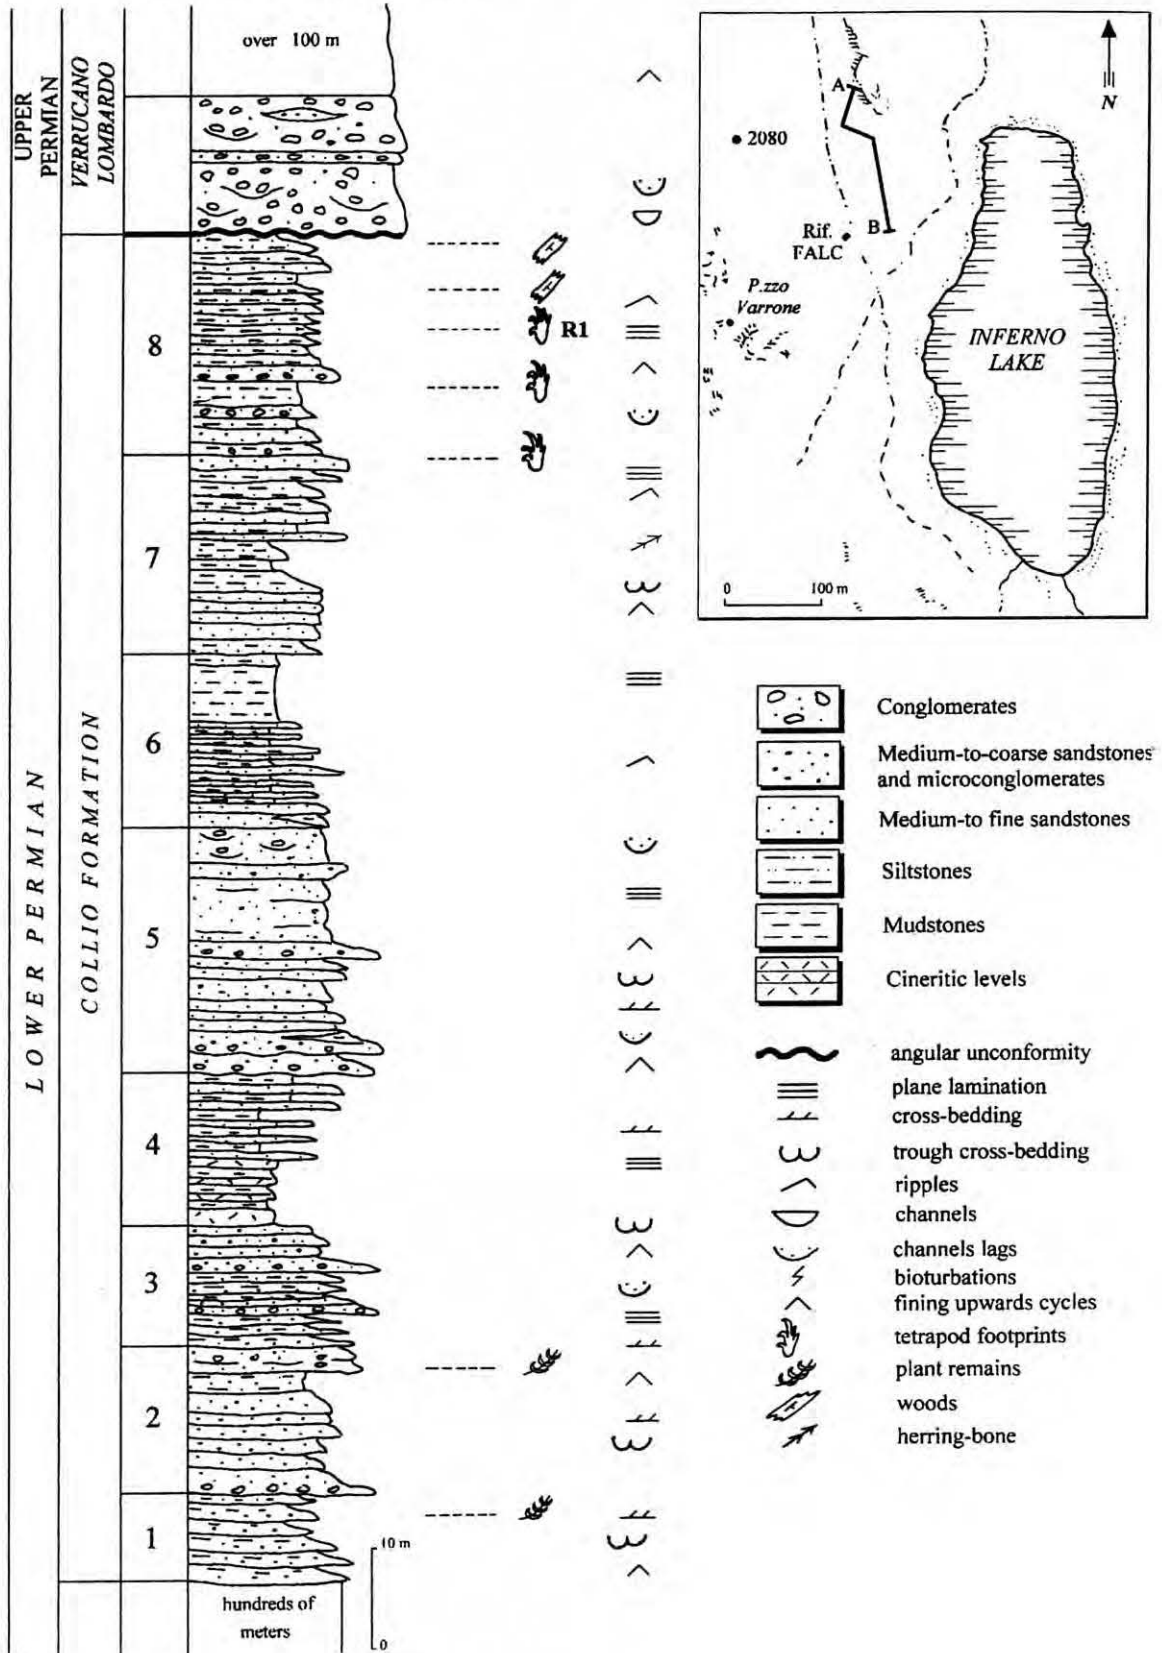 over 100 m
UPPER
PERMIAN
VERRUCANO
LOMBARDO
LOWER PERMIAN
COLLIO FORMATION
8
7
6
5
4
3
2
1
R1
10 m
0
hundreds of
meters
A
N
2080
B
Rif.
FALC
P.zzo
Varrone
INFERNO
LAKE
0
100 m
Conglomerates
Medium-to-coarse sandstones
and microconglomerates
Medium-to fine sandstones
Siltstones
Mudstones
Cineritic levels
angular unconformity
plane lamination
cross-bedding
trough cross-bedding
ripples
channels
channels lags
bioturbations
fining upwards cycles
tetrapod footprints
plant remains
woods
herring-bone